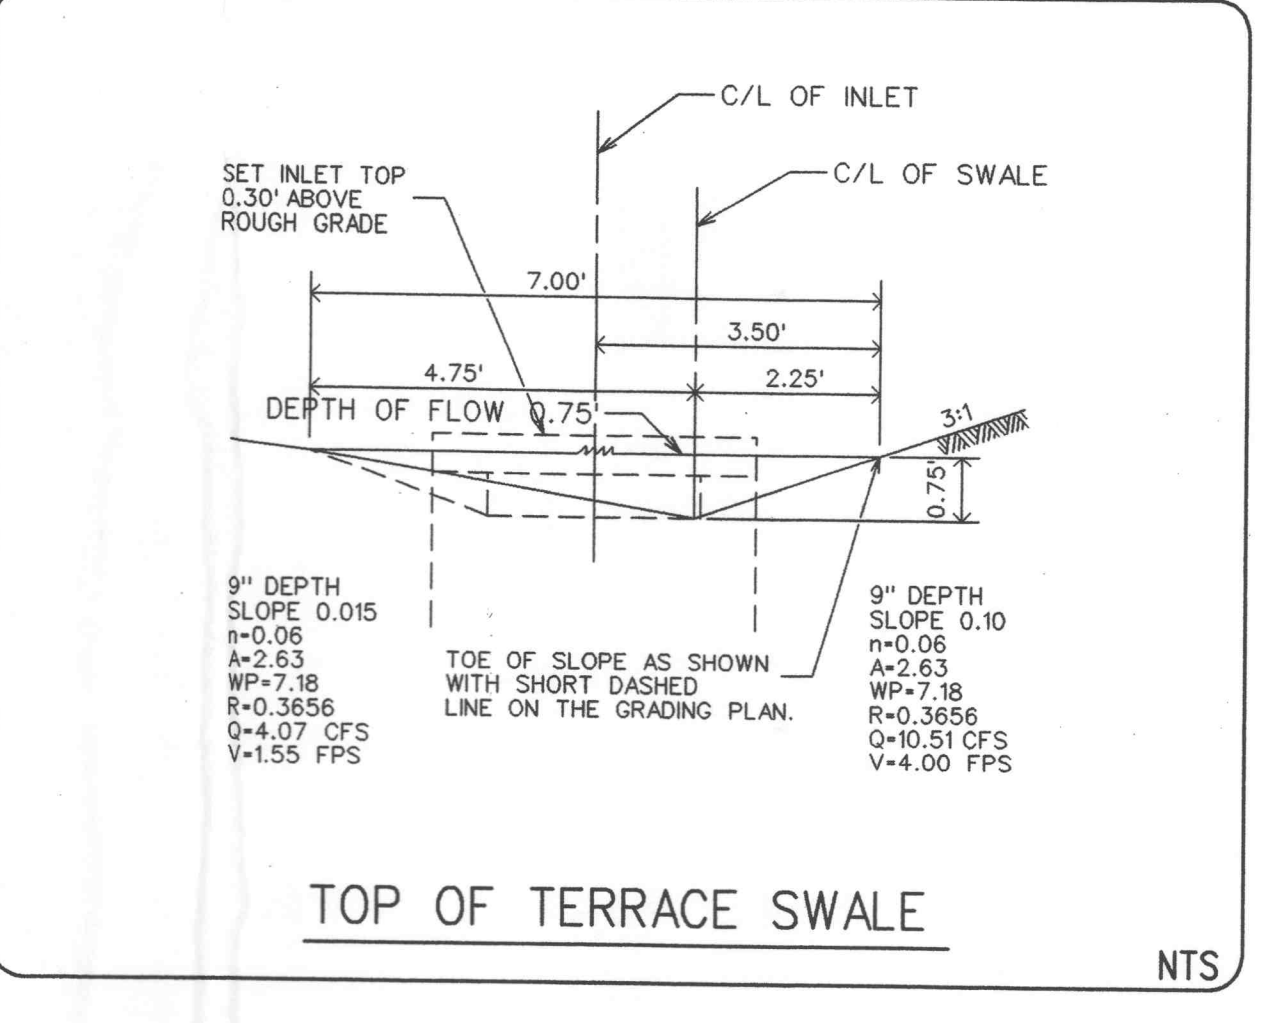 C/L OF INLET
SET INLET TOP
0.30' ABOVE
ROUGH GRADE
C/L OF SWALE
7.00'
3.50'
4.75'
2.25'
DEPTH OF FLOW 0.75'
3:1
0.75'
9" DEPTH
SLOPE 0.015
n=0.06
A=2.63
WP=7.18
R=0.3656
Q=4.07 CFS
V=1.55 FPS
TOE OF SLOPE AS SHOWN
WITH SHORT DASHED
LINE ON THE GRADING PLAN.
9" DEPTH
SLOPE 0.10
n=0.06
A=2.63
WP=7.18
R=0.3656
Q=10.51 CFS
V=4.00 FPS
TOP OF TERRACE SWALE
NTS